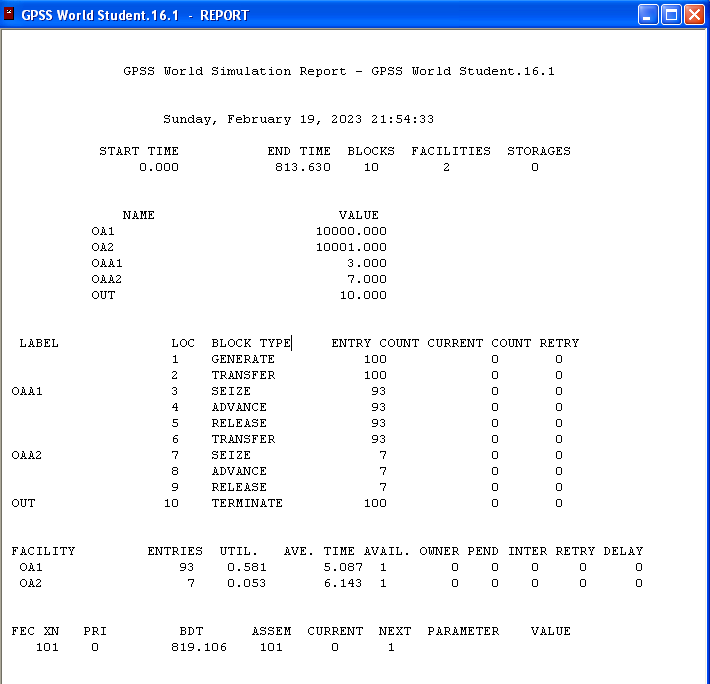 GPSS World Student.16.1 - REPORT
GPSS World Simulation Report - GPSS World Student.16.1
Sunday, February 19, 2023 21:54:33
START TIME END TIME BLOCKS FACILITIES STORAGES
0.000 813.630 10 2 0
NAME VALUE
OA1 10000.000
OA2 10001.000
OAA1 3.000
OAA2 7.000
OUT 10.000
LABEL LOC BLOCK TYPE ENTRY COUNT CURRENT COUNT RETRY
1 GENERATE 100 0 0
2 TRANSFER 100 0 0
OAA1 3 SEIZE 93 0 0
4 ADVANCE 93 0 0
5 RELEASE 93 0 0
6 TRANSFER 93 0 0
OAA2 7 SEIZE 7 0 0
8 ADVANCE 7 0 0
9 RELEASE 7 0 0
OUT 10 TERMINATE 100 0 0
FACILITY ENTRIES UTIL. AVE. TIME AVAIL. OWNER PEND INTER RETRY DELAY
OA1 93 0.581 5.087 1 0 0 0 0 0
OA2 7 0.053 6.143 1 0 0 0 0 0
FEC XN PRI BDT ASSEM CURRENT NEXT PARAMETER VALUE
101 0 819.106 101 0 1